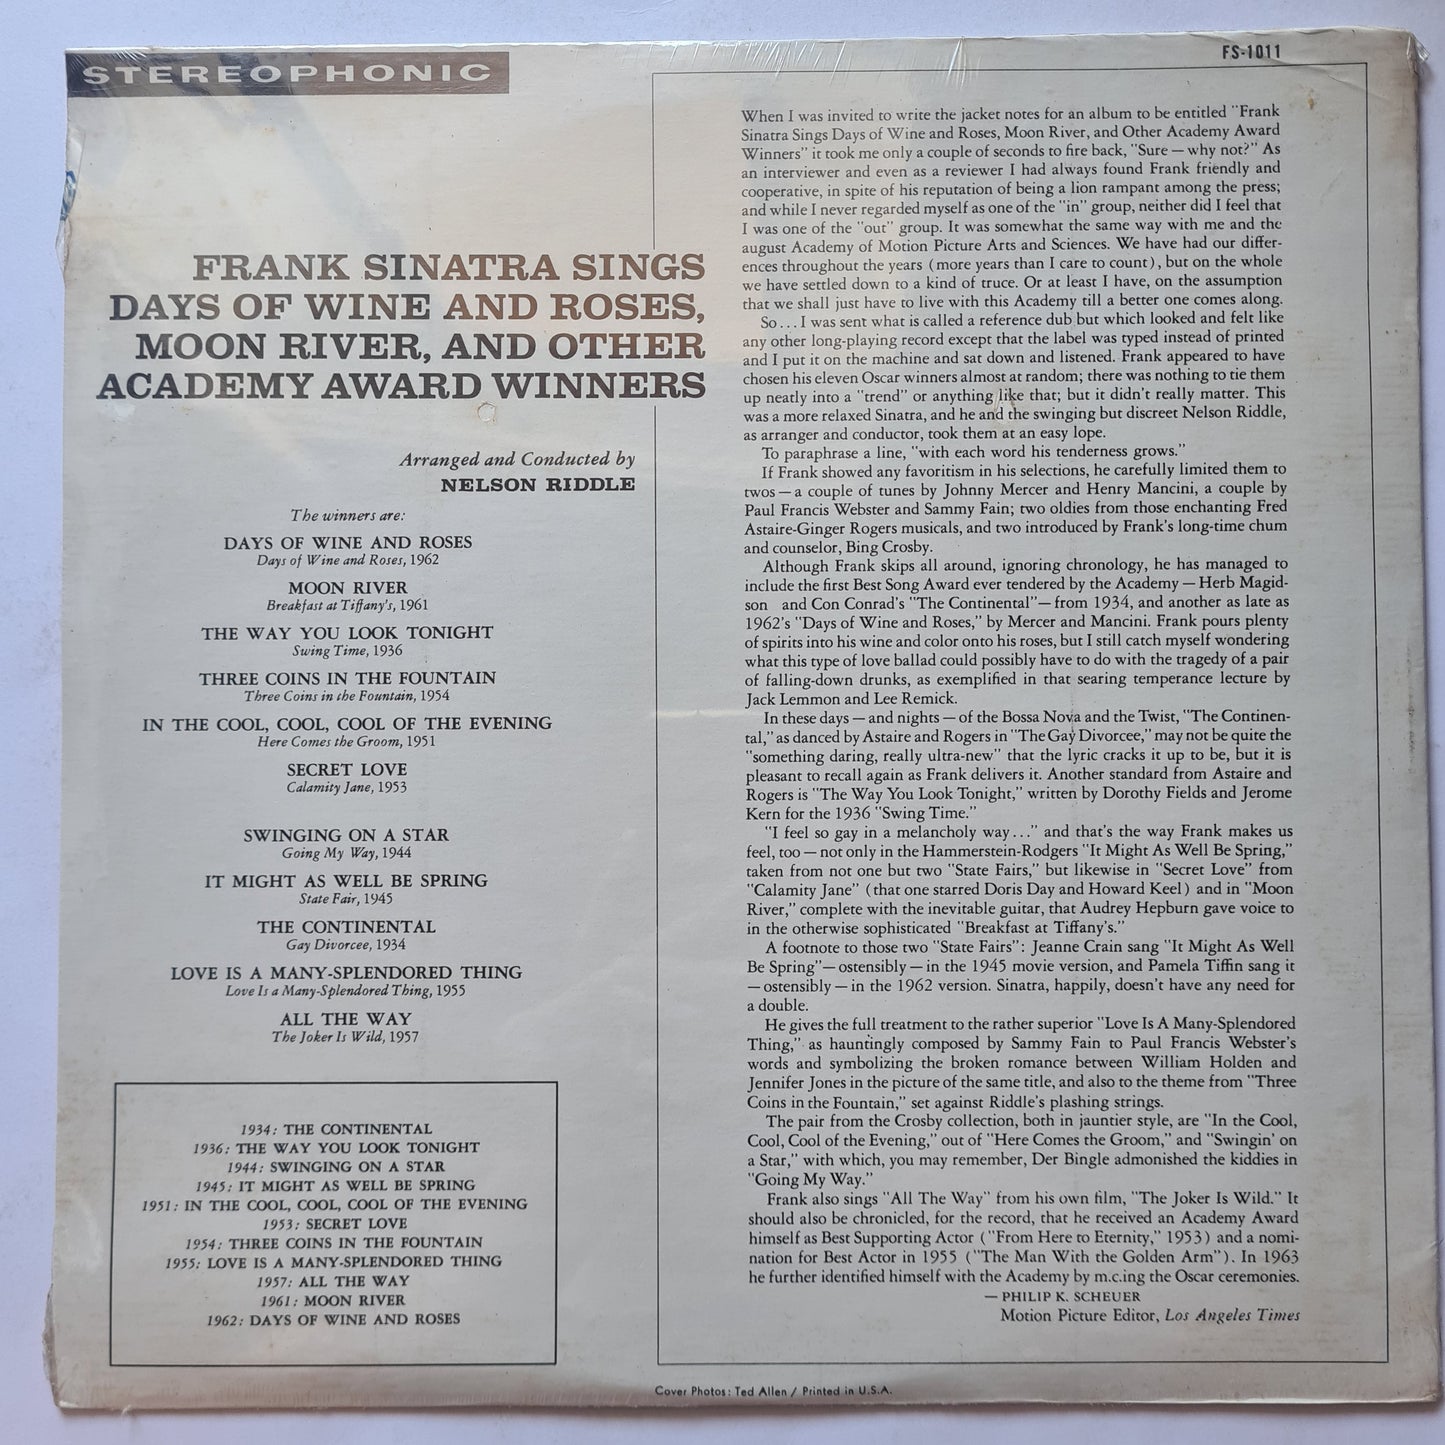 STEREOPHONIC
FS-1011
FRANK SINATRA SINGS
DAYS OF WINE AND ROSES,
MOON RIVER, AND OTHER
ACADEMY AWARD WINNERS
Arranged and Conducted by
NELSON RIDDLE
The winners are:
DAYS OF WINE AND ROSES
Days of Wine and Roses, 1962
MOON RIVER
Breakfast at Tiffany's, 1961
THE WAY YOU LOOK TONIGHT
Swing Time, 1936
THREE COINS IN THE FOUNTAIN
Three Coins in the Fountain, 1954
IN THE COOL, COOL, COOL OF THE EVENING
Here Comes the Groom, 1951
SECRET LOVE
Calamity Jane, 1953
SWINGING ON A STAR
Going My Way, 1944
IT MIGHT AS WELL BE SPRING
State Fair, 1945
THE CONTINENTAL
Gay Divorcee, 1934
LOVE IS A MANY-SPLENDORED THING
Love Is a Many-Splendored Thing, 1955
ALL THE WAY
The Joker Is Wild, 1957
1934: THE CONTINENTAL
1936: THE WAY YOU LOOK TONIGHT
1944: SWINGING ON A STAR
1945: IT MIGHT AS WELL BE SPRING
1951: IN THE COOL, COOL, COOL OF THE EVENING
1953: SECRET LOVE
1954: THREE COINS IN THE FOUNTAIN
1955: LOVE IS A MANY-SPLENDORED THING
1957: ALL THE WAY
1961: MOON RIVER
1962: DAYS OF WINE AND ROSES
When I was invited to write the jacket notes for an album to be entitled "Frank
Sinatra Sings Days of Wine and Roses, Moon River, and Other Academy Award
Winners" it took me only a couple of seconds to fire back, "Sure — why not?" As
an interviewer and even as a reviewer I had always found Frank friendly and
cooperative, in spite of his reputation of being a lion rampant among the press;
and while I never regarded myself as one of the "in" group, neither did I feel that
I was one of the "out" group. It was somewhat the same way with me and the
august Academy of Motion Picture Arts and Sciences. We have had our differ-
ences throughout the years (more years than I care to count), but on the whole
we have settled down to a kind of truce. Or at least I have, on the assumption
that we shall just have to live with this Academy till a better one comes along.
So... I was sent what is called a reference dub but which looked and felt like
any other long-playing record except that the label was typed instead of printed
and I put it on the machine and sat down and listened. Frank appeared to have
chosen his eleven Oscar winners almost at random; there was nothing to tie them
up neatly into a "trend" or anything like that; but it didn't really matter. This
was a more relaxed Sinatra, and he and the swinging but discreet Nelson Riddle,
as arranger and conductor, took them at an easy lope.
To paraphrase a line, "with each word his tenderness grows."
If Frank showed any favoritism in his selections, he carefully limited them to
twos — a couple of tunes by Johnny Mercer and Henry Mancini, a couple by
Paul Francis Webster and Sammy Fain; two oldies from those enchanting Fred
Astaire-Ginger Rogers musicals, and two introduced by Frank's long-time chum
and counselor, Bing Crosby.
Although Frank skips all around, ignoring chronology, he has managed to
include the first Best Song Award ever tendered by the Academy — Herb Magid-
son and Con Conrad's "The Continental"— from 1934, and another as late as
1962's "Days of Wine and Roses," by Mercer and Mancini. Frank pours plenty
of spirits into his wine and color onto his roses, but I still catch myself wondering
what this type of love ballad could possibly have to do with the tragedy of a pair
of falling-down drunks, as exemplified in that searing temperance lecture by
Jack Lemmon and Lee Remick.
In these days — and nights — of the Bossa Nova and the Twist, "The Continen-
tal," as danced by Astaire and Rogers in "The Gay Divorcee," may not be quite the
"something daring, really ultra-new" that the lyric cracks it up to be, but it is
pleasant to recall again as Frank delivers it. Another standard from Astaire and
Rogers is "The Way You Look Tonight," written by Dorothy Fields and Jerome
Kern for the 1936 "Swing Time."
"I feel so gay in a melancholy way..." and that's the way Frank makes us
feel, too — not only in the Hammerstein-Rodgers "It Might As Well Be Spring,"
taken from not one but two "State Fairs," but likewise in "Secret Love" from
"Calamity Jane" (that one starred Doris Day and Howard Keel) and in "Moon
River," complete with the inevitable guitar, that Audrey Hepburn gave voice to
in the otherwise sophisticated "Breakfast at Tiffany's."
A footnote to those two "State Fairs": Jeanne Crain sang "It Might As Well
Be Spring"— ostensibly — in the 1945 movie version, and Pamela Tiffin sang it
— ostensibly — in the 1962 version. Sinatra, happily, doesn't have any need for
a double.
He gives the full treatment to the rather superior "Love Is A Many-Splendored
Thing," as hauntingly composed by Sammy Fain to Paul Francis Webster's
words and symbolizing the broken romance between William Holden and
Jennifer Jones in the picture of the same title, and also to the theme from "Three
Coins in the Fountain," set against Riddle's plashing strings.
The pair from the Crosby collection, both in jauntier style, are "In the Cool,
Cool, Cool of the Evening," out of "Here Comes the Groom," and "Swingin' on
a Star," with which, you may remember, Der Bingle admonished the kiddies in
"Going My Way."
Frank also sings "All The Way" from his own film, "The Joker Is Wild." It
should also be chronicled, for the record, that he received an Academy Award
himself as Best Supporting Actor ("From Here to Eternity," 1953) and a nomi-
nation for Best Actor in 1955 ("The Man With the Golden Arm"). In 1963
he further identified himself with the Academy by m.c.ing the Oscar ceremonies.
— PHILIP K. SCHEUER
Motion Picture Editor, Los Angeles Times
Cover Photos: Ted Allen / Printed in U.S.A.